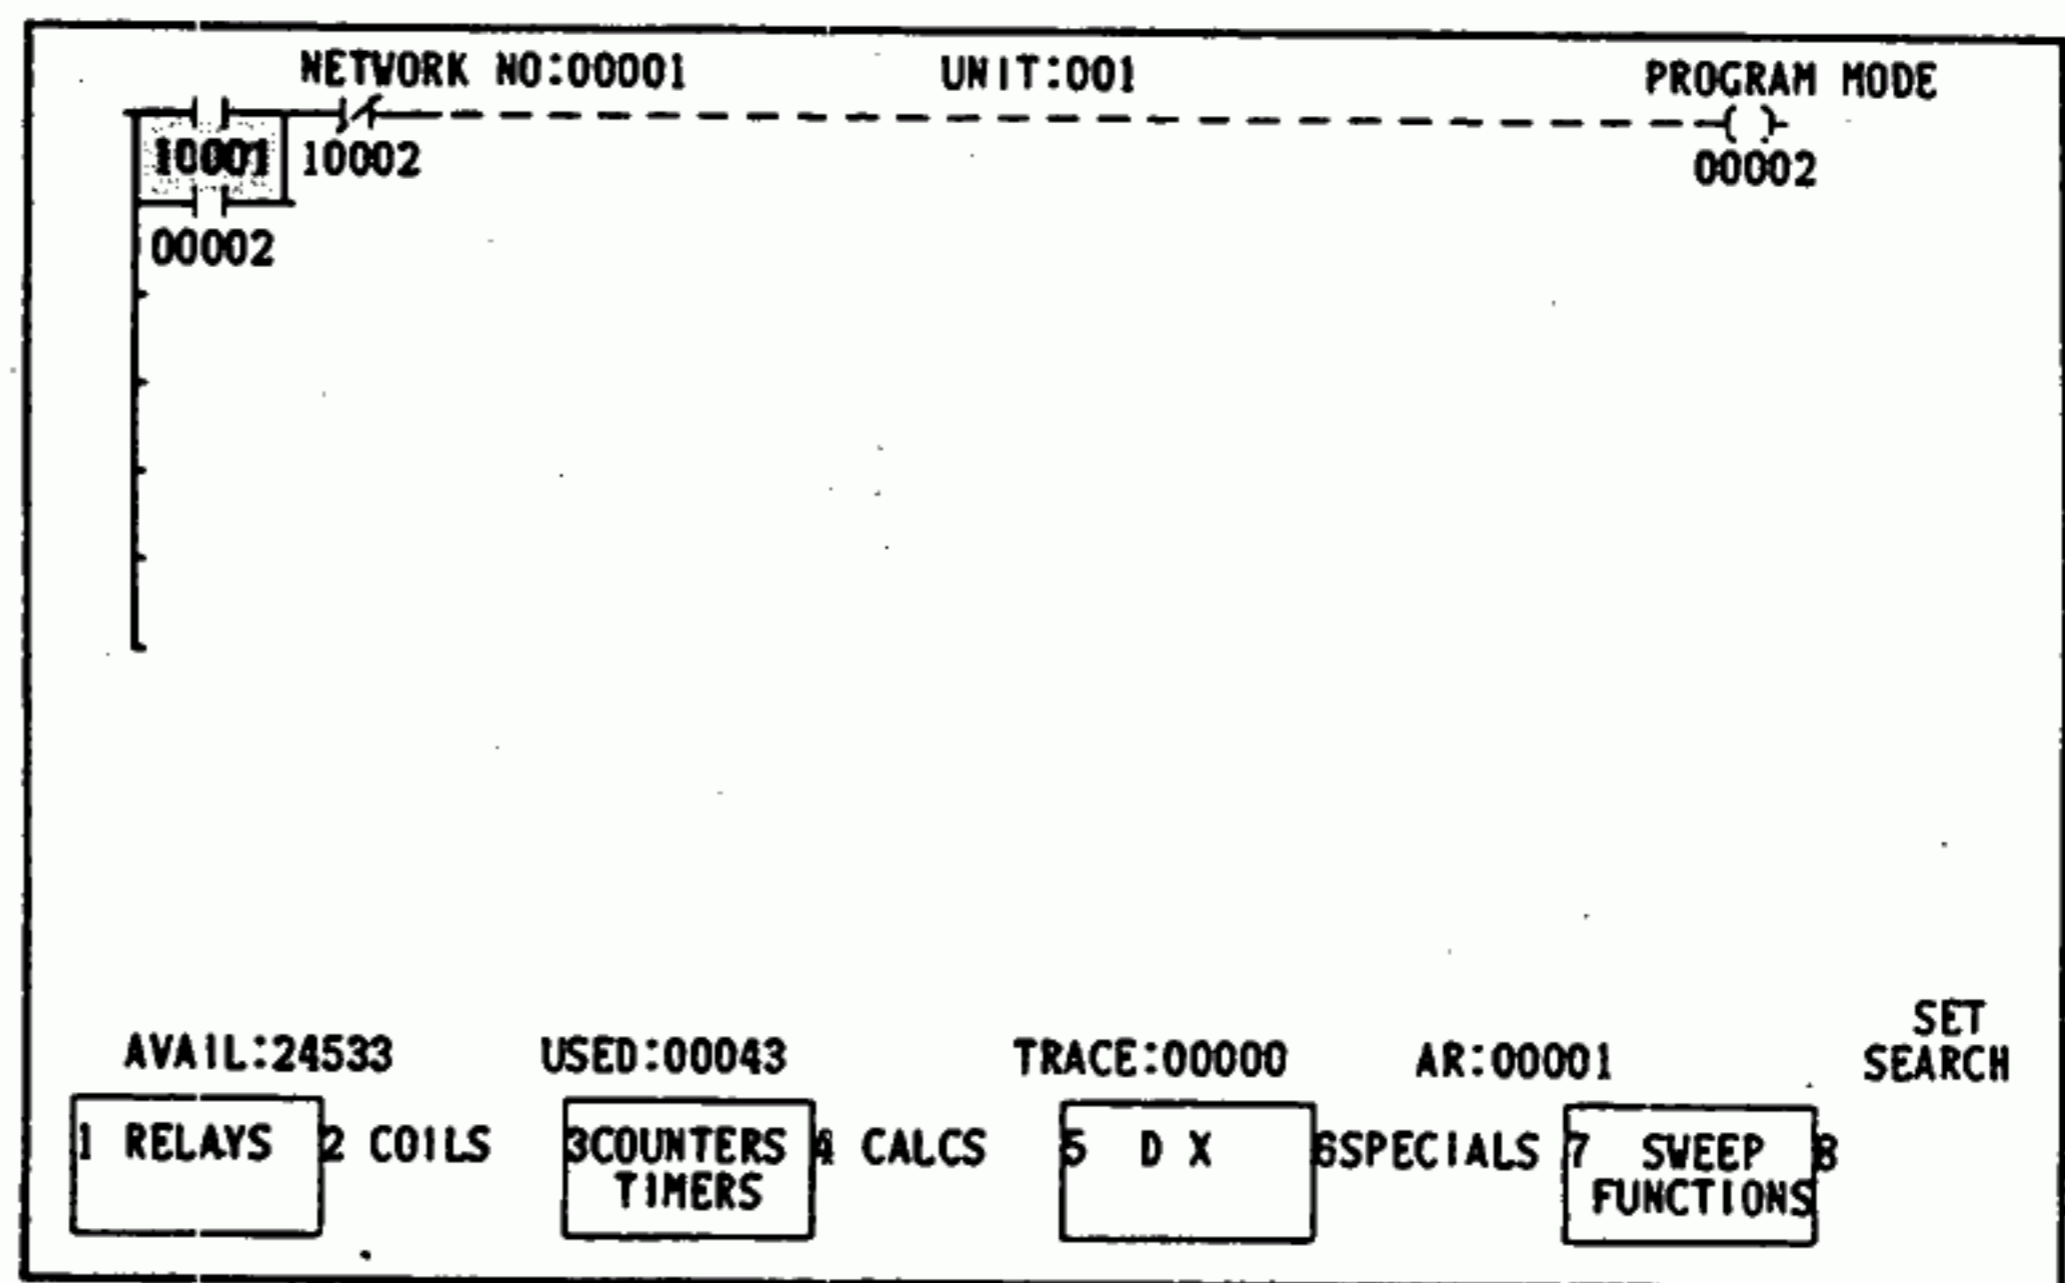 NETWORK NO:00001 UNIT:001 PROGRAM MODE
10001 10002 00002
00002
SET
AVAIL:24533 USED:00043 TRACE:00000 AR:00001 SEARCH
1 RELAYS 2 COILS 3COUNTERS 4 CALCS 5 D X 6SPECIALS 7 SWEEP 8
TIMERS FUNCTIONS